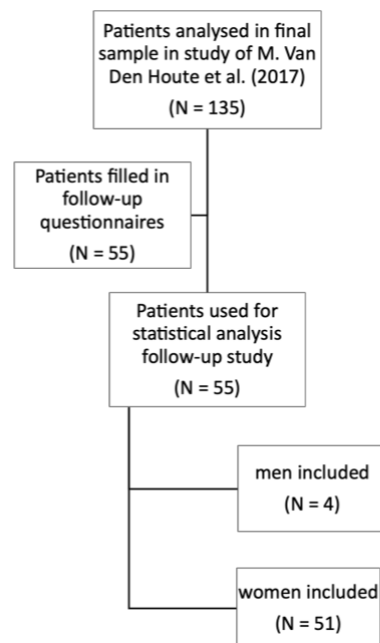 Patients analysed in final
sample in study of M. Van
Den Houte et al. (2017)
(N = 135)
Patients filled in
follow-up
questionnaires
(N = 55)
Patients used for
statistical analysis
follow-up study
(N = 55)
men included
(N = 4)
women included
(N = 51)